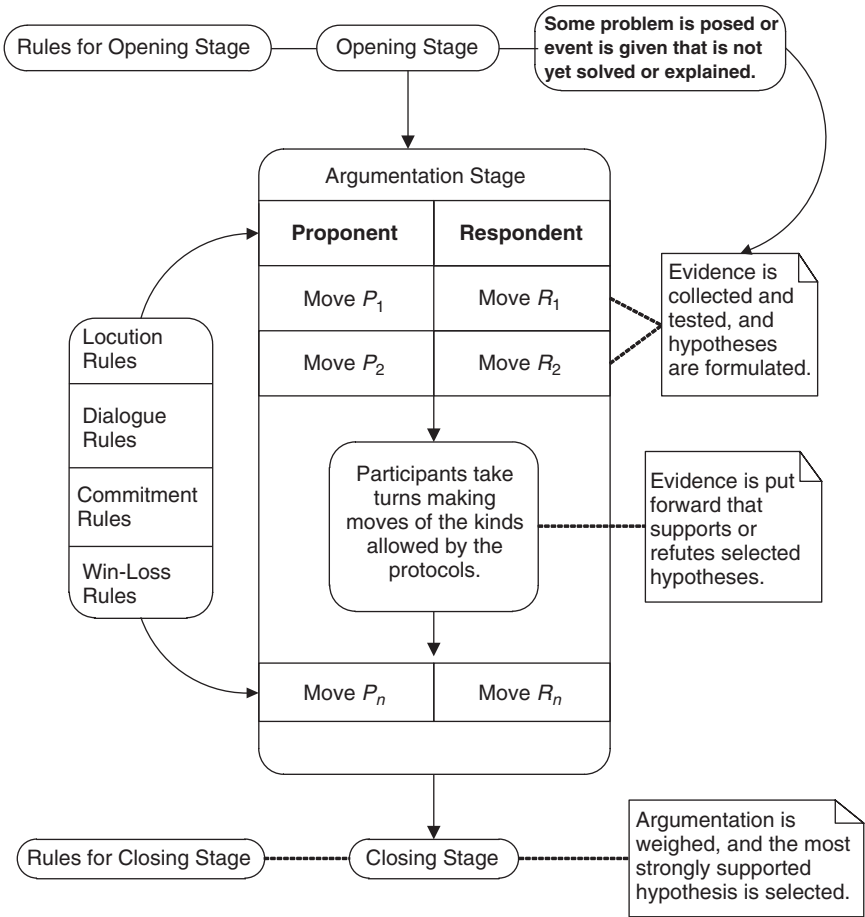 Rules for Opening Stage
Opening Stage
Some problem is posed or
event is given that is not
yet solved or explained.
Argumentation Stage
Proponent
Respondent
Move P1
Move R1
Move P2
Move R2
Evidence is
collected and
tested, and
hypotheses
are formulated.
Locution
Rules
Dialogue
Rules
Commitment
Rules
Win-Loss
Rules
Participants take
turns making
moves of the kinds
allowed by the
protocols.
Evidence is put
forward that
supports or
refutes selected
hypotheses.
Move Pn
Move Rn
Rules for Closing Stage
Closing Stage
Argumentation is
weighed, and the most
strongly supported
hypothesis is selected.